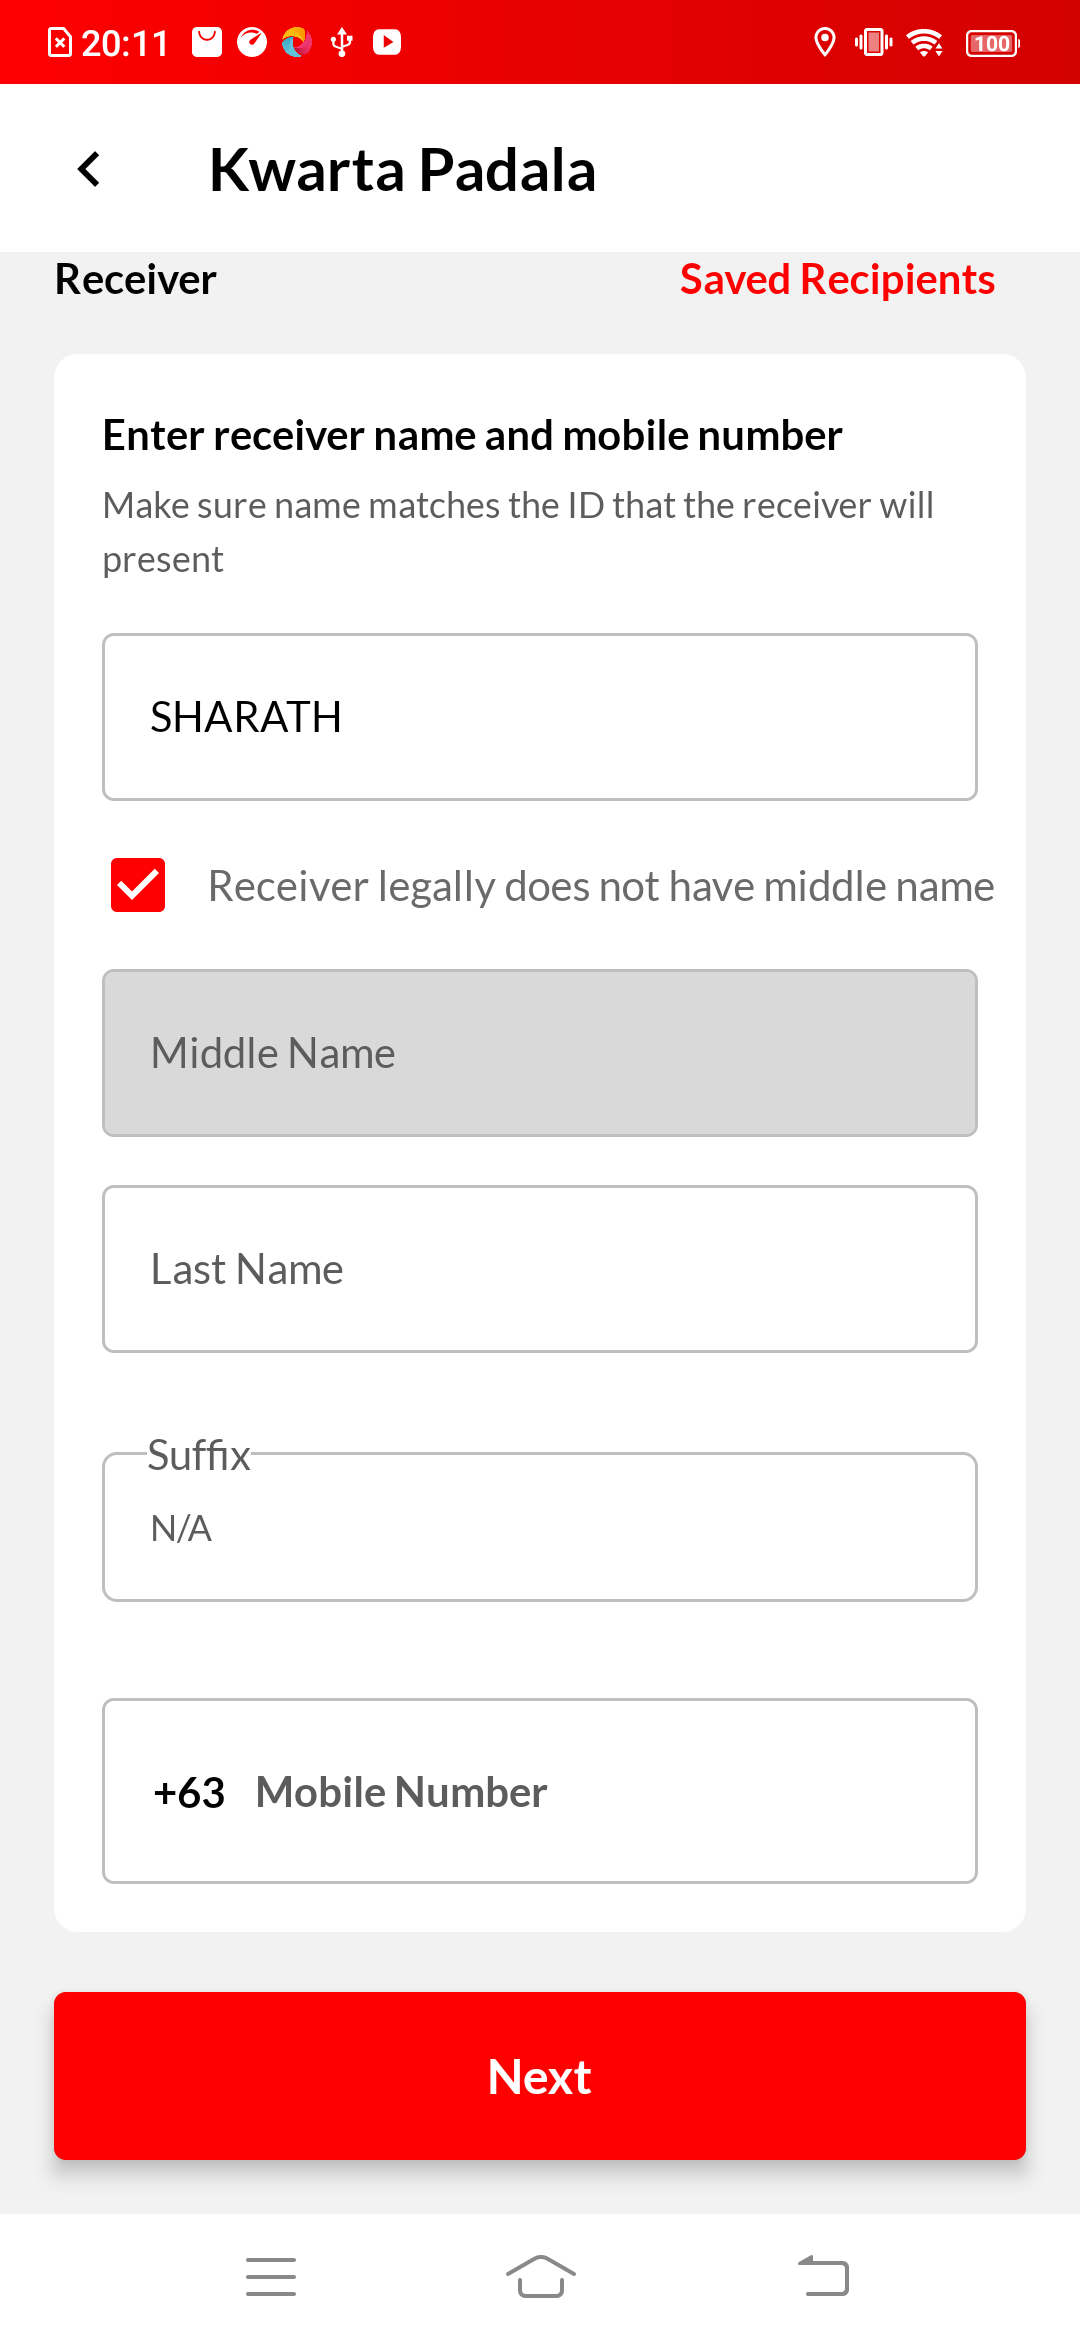 20:11
100
Kwarta Padala
Receiver
Saved Recipients
Enter receiver name and mobile number
Make sure name matches the ID that the receiver will
present
SHARATH
Receiver legally does not have middle name
Middle Name
Last Name
Suffix
N/A
+63 Mobile Number
Next